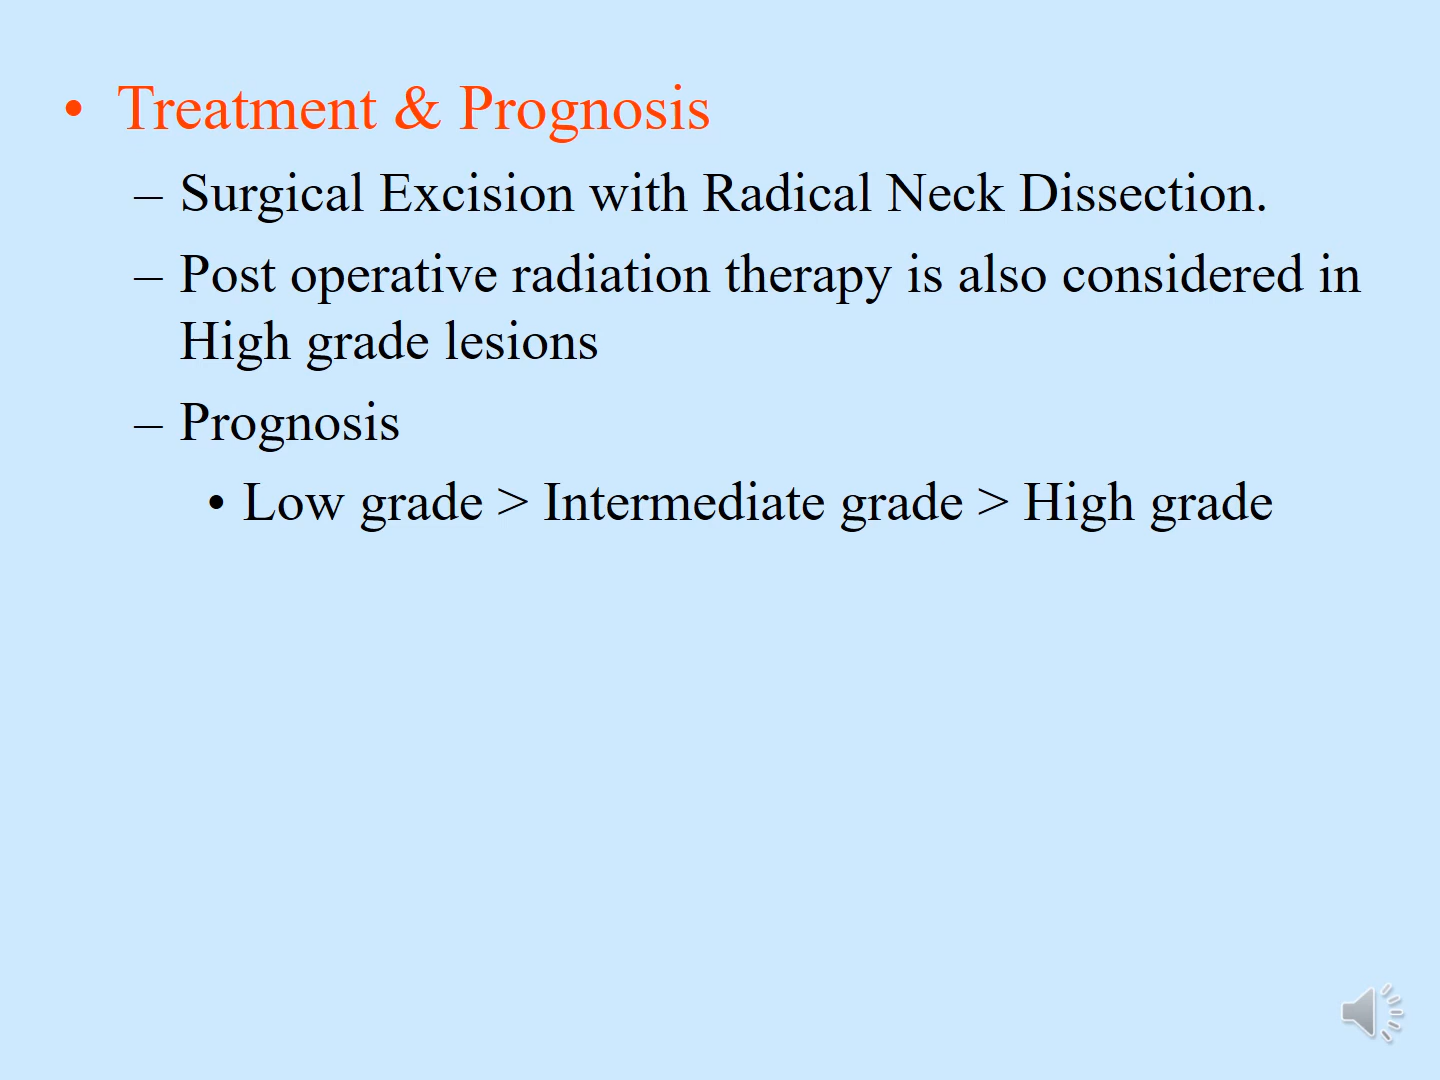 • Treatment & Prognosis
– Surgical Excision with Radical Neck Dissection.
– Post operative radiation therapy is also considered in
High grade lesions
– Prognosis
• Low grade > Intermediate grade > High grade